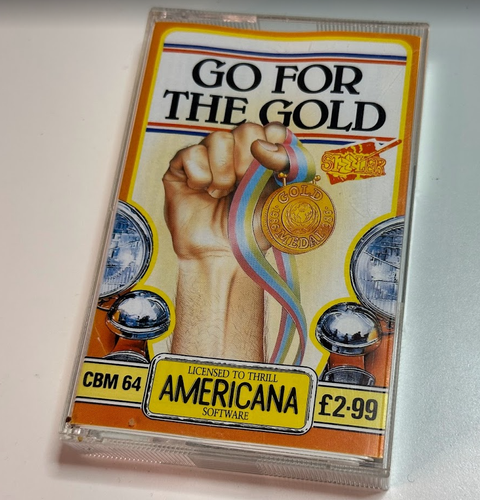 GO FOR
THE GOLD
GOLD
MEDAL
CBM 64
LICENSED TO THRILL
AMERICANA
SOFTWARE
£2·99